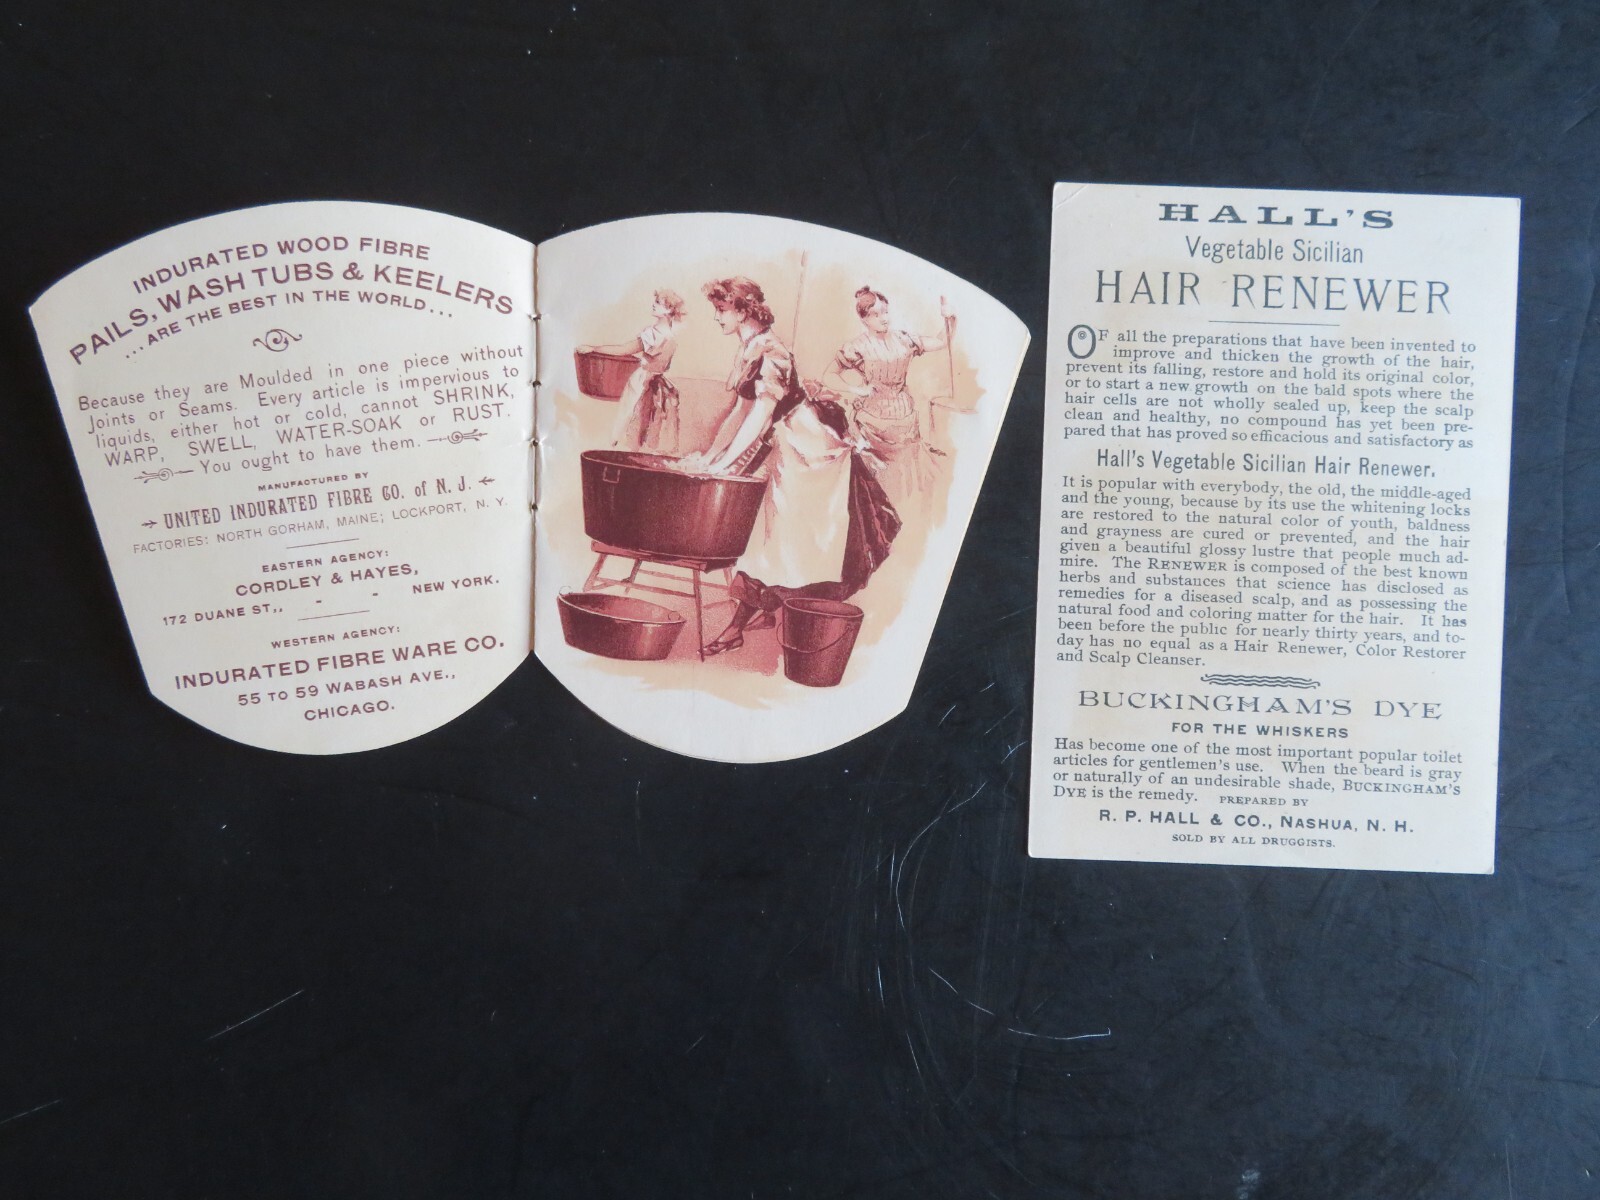 INDURATED WOOD FIBRE
PAILS, WASH TUBS & KEELERS
...ARE THE BEST IN THE WORLD...
Because they are Moulded in one piece without
Joints or Seams. Every article is impervious to
liquids, either hot or cold, cannot SHRINK,
WARP, SWELL, WATER-SOAK or RUST.
You ought to have them.
MANUFACTURED BY
UNITED INDURATED FIBRE CO. of N. J.
FACTORIES: NORTH GORHAM, MAINE; LOCKPORT, N. Y.
EASTERN AGENCY:
CORDLEY & HAYES,
172 DUANE ST,, - - NEW YORK.
WESTERN AGENCY:
INDURATED FIBRE WARE CO.
55 TO 59 WABASH AVE.,
CHICAGO.
HALL'S
Vegetable Sicilian
HAIR RENEWER
OF all the preparations that have been invented to
improve and thicken the growth of the hair,
prevent its falling, restore and hold its original color,
or to start a new growth on the bald spots where the
hair cells are not wholly sealed up, keep the scalp
clean and healthy, no compound has yet been pre-
pared that has proved so efficacious and satisfactory as
Hall's Vegetable Sicilian Hair Renewer.
It is popular with everybody, the old, the middle-aged
and the young, because by its use the whitening locks
are restored to the natural color of youth, baldness
and grayness are cured or prevented, and the hair
given a beautiful glossy lustre that people much ad-
mire. The RENEWER is composed of the best known
herbs and substances that science has disclosed as
remedies for a diseased scalp, and as possessing the
natural food and coloring matter for the hair. It has
been before the public for nearly thirty years, and to-
day has no equal as a Hair Renewer, Color Restorer
and Scalp Cleanser.
BUCKINGHAM'S DYE
FOR THE WHISKERS
Has become one of the most important popular toilet
articles for gentlemen's use. When the beard is gray
or naturally of an undesirable shade, BUCKINGHAM'S
DYE is the remedy. PREPARED BY
R. P. HALL & CO., NASHUA, N. H.
SOLD BY ALL DRUGGISTS.